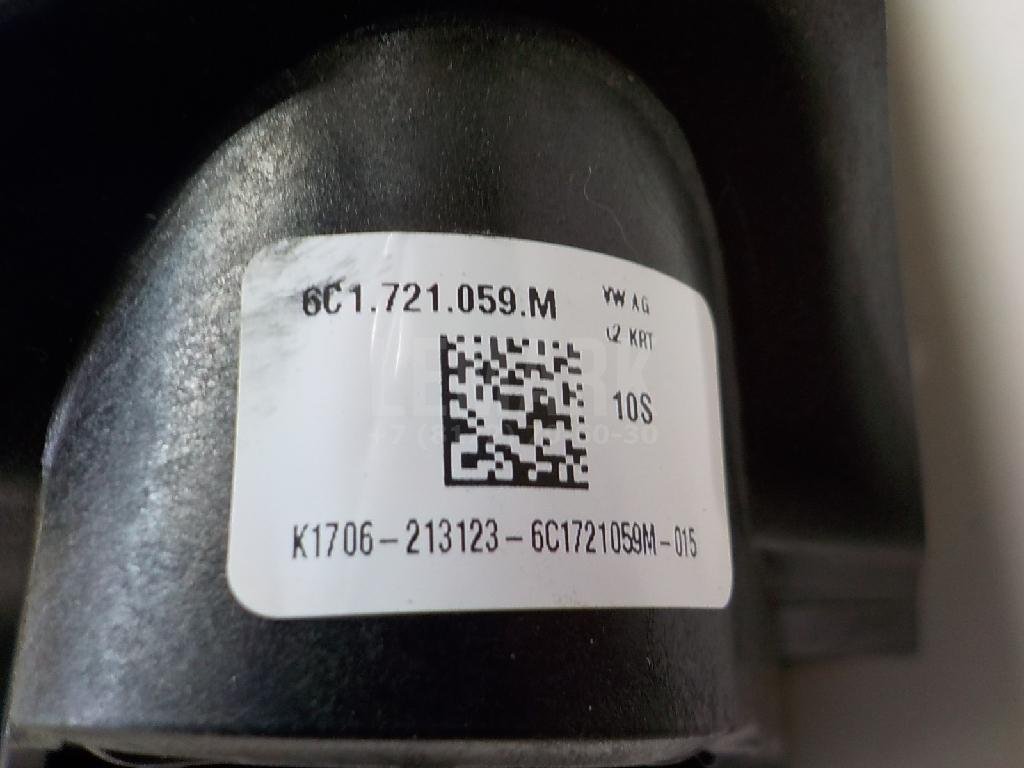 6C1.721.059.M
VW AG
KRT
10S
K1706-213123-6C1721059M-015